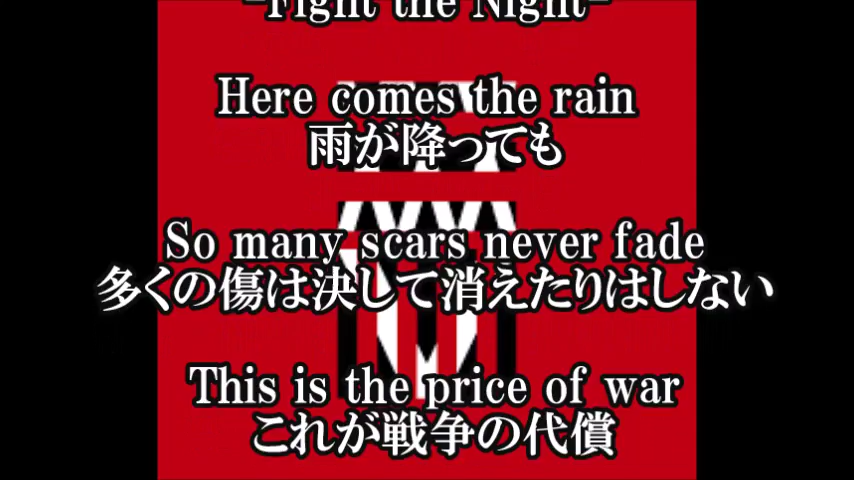 -Fight the Night-
Here comes the rain
雨が降っても
So many scars never fade
多くの傷は決して消えたりはしない
This is the price of war
これが戦争の代償